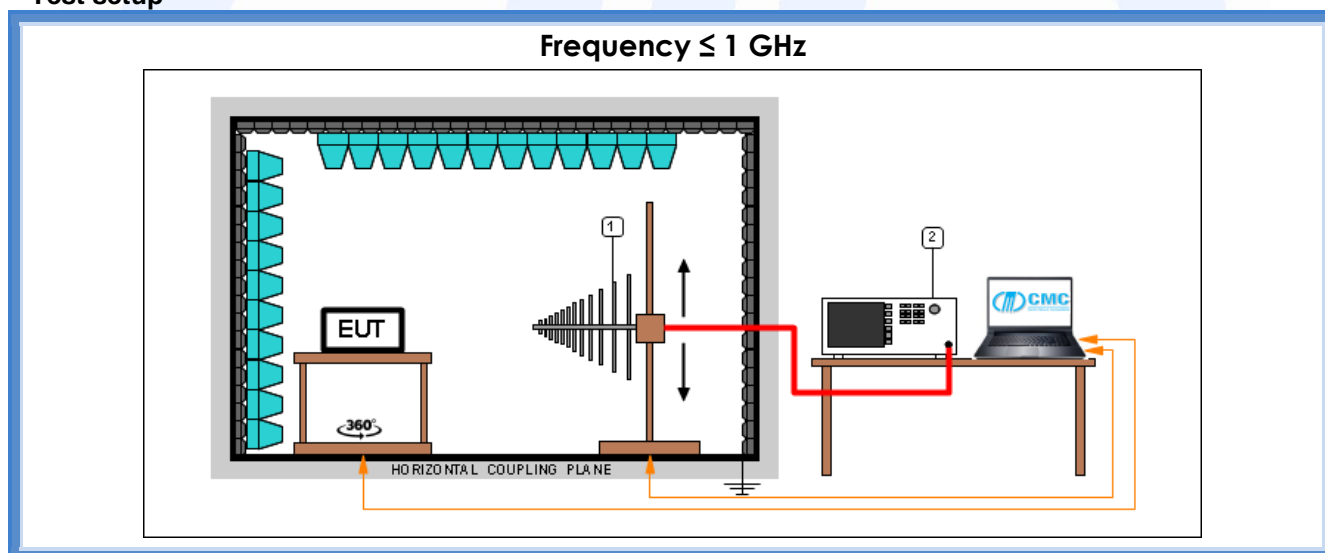 Test setup
Frequency ≤ 1 GHz
1
2
CMC
EUT
360°
HORIZONTAL COUPLING PLANE